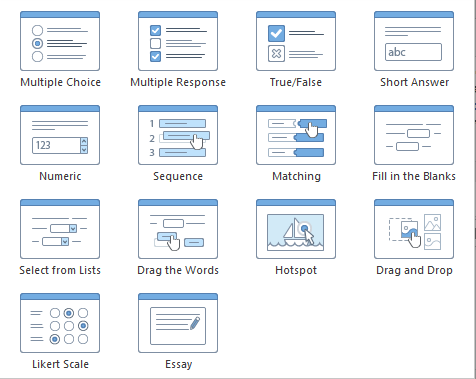 Multiple Choice
Multiple Response
True/False
abc
Short Answer
123
Numeric
1
2
3
Sequence
Matching
Fill in the Blanks
Select from Lists
Drag the Words
Hotspot
Drag and Drop
Likert Scale
Essay